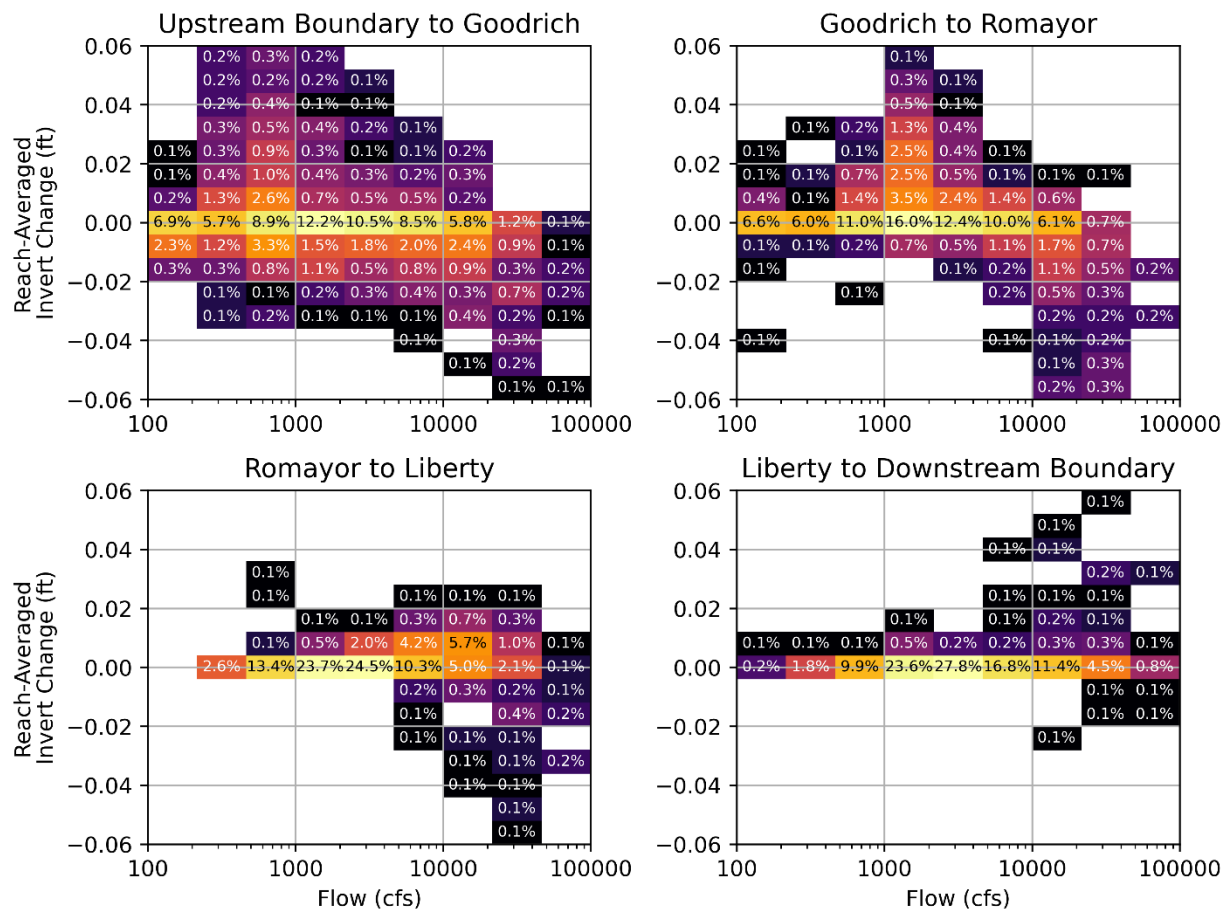 Upstream Boundary to Goodrich
Goodrich to Romayor
Reach-Averaged
Invert Change (ft)
0.06
0.2% 0.3% 0.2%
0.2% 0.2% 0.2% 0.1%
0.04
0.2% 0.4% 0.1% 0.1%
0.3% 0.5% 0.4% 0.2% 0.1%
0.1% 0.3% 0.9% 0.3% 0.1% 0.1% 0.2%
0.02
0.1% 0.4% 1.0% 0.4% 0.3% 0.2% 0.3%
0.2% 1.3% 2.6% 0.7% 0.5% 0.5% 0.2%
0.00
6.9% 5.7% 8.9% 12.2% 10.5% 8.5% 5.8% 1.2% 0.1%
2.3% 1.2% 3.3% 1.5% 1.8% 2.0% 2.4% 0.9% 0.1%
0.3% 0.3% 0.8% 1.1% 0.5% 0.8% 0.9% 0.3% 0.2%
−0.02
0.1% 0.1% 0.2% 0.3% 0.4% 0.3% 0.7% 0.2%
0.1% 0.2% 0.1% 0.1% 0.1% 0.4% 0.2% 0.1%
−0.04
0.1% 0.3%
0.1% 0.2%
0.1% 0.1%
−0.06
100 1000 10000 100000
0.06
0.1%
0.3% 0.1%
0.04
0.5% 0.1%
0.1% 0.2% 1.3% 0.4%
0.1% 0.1% 2.5% 0.4% 0.1%
0.02
0.1% 0.1% 0.7% 2.5% 0.5% 0.1% 0.1% 0.1%
0.4% 0.1% 1.4% 3.5% 2.4% 1.4% 0.6%
0.00
6.6% 6.0% 11.0% 16.0% 12.4% 10.0% 6.1% 0.7%
0.1% 0.1% 0.2% 0.7% 0.5% 1.1% 1.7% 0.7%
0.1% 0.1% 0.2% 1.1% 0.5% 0.2%
−0.02
0.1% 0.2% 0.5% 0.3%
0.2% 0.2% 0.2%
−0.04
0.1% 0.1% 0.1% 0.2%
0.1% 0.3%
0.2% 0.3%
−0.06
100 1000 10000 100000
Romayor to Liberty
Liberty to Downstream Boundary
Reach-Averaged
Invert Change (ft)
0.06
0.04
0.1%
0.1% 0.1% 0.1% 0.1%
0.02
0.1% 0.1% 0.3% 0.7% 0.3%
0.1% 0.5% 2.0% 4.2% 5.7% 1.0% 0.1%
0.00
2.6% 13.4% 23.7% 24.5% 10.3% 5.0% 2.1% 0.1%
0.2% 0.3% 0.2% 0.1%
0.1% 0.4% 0.2%
−0.02
0.1% 0.1% 0.1%
0.1% 0.1% 0.2%
−0.04
0.1% 0.1%
0.1%
0.1%
−0.06
100 1000 10000 100000
Flow (cfs)
0.06
0.1%
0.1%
0.04
0.1% 0.1%
0.2% 0.1%
0.1% 0.1% 0.1%
0.02
0.1% 0.1% 0.2% 0.1%
0.1% 0.1% 0.1% 0.5% 0.2% 0.2% 0.3% 0.3% 0.1%
0.00
0.2% 1.8% 9.9% 23.6% 27.8% 16.8% 11.4% 4.5% 0.8%
0.1% 0.1%
0.1% 0.1%
−0.02
0.1%
−0.04
−0.06
100 1000 10000 100000
Flow (cfs)